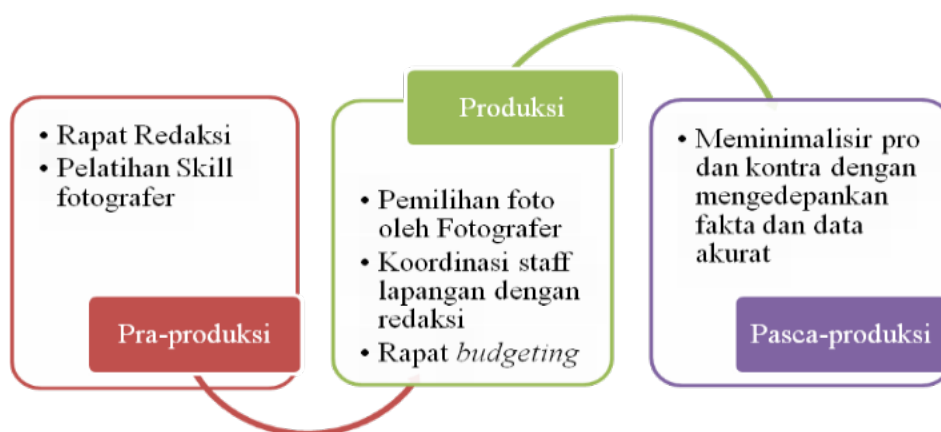 • Rapat Redaksi
• Pelatihan Skill
fotografer
Pra-produksi
Produksi
• Pemilihan foto
oleh Fotografer
• Koordinasi staff
lapangan dengan
redaksi
• Rapat budgeting
• Meminimalisir pro
dan kontra dengan
mengedepankan
fakta dan data
akurat
Pasca-produksi